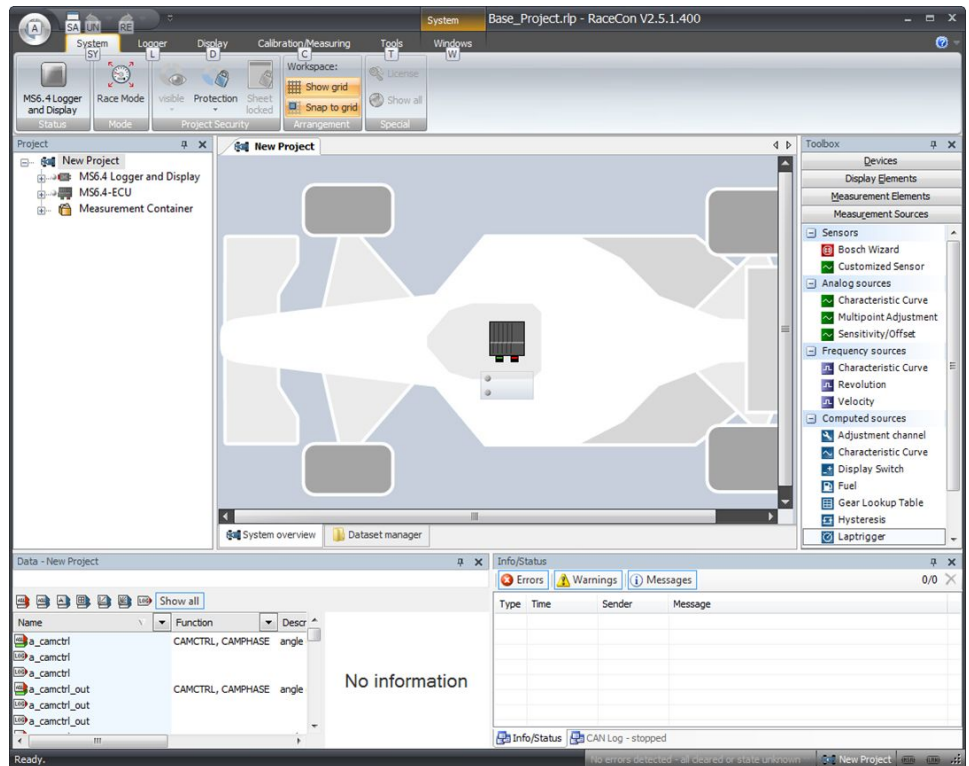 System
Base_Project.rlp - RaceCon V2.5.1.400
A
SA
UN
RE
System
Logger
Display
Calibration/Measuring
Tools
Windows
SY
L
D
C
T
W
MS6.4 Logger and Display
Status
Race Mode
Mode
visible
Protection
Sheet locked
Project Security
Workspace:
Show grid
Snap to grid
Arrangement
License
Show all
Special
Project
New Project
MS6.4 Logger and Display
MS6.4-ECU
Measurement Container
New Project
System overview
Dataset manager
Toolbox
Devices
Display Elements
Measurement Elements
Measurement Sources
Sensors
Bosch Wizard
Customized Sensor
Analog sources
Characteristic Curve
Multipoint Adjustment
Sensitivity/Offset
Frequency sources
Characteristic Curve
Revolution
Velocity
Computed sources
Adjustment channel
Characteristic Curve
Display Switch
Fuel
Gear Lookup Table
Hysteresis
Laptrigger
Data - New Project
Show all
Name
Function
Descr
a_camctrl
CAMCTRL, CAMPHASE
angle
a_camctrl
a_camctrl
a_camctrl_out
CAMCTRL, CAMPHASE
angle
a_camctrl_out
a_camctrl_out
No information
Info/Status
Errors
Warnings
Messages
0/0
Type
Time
Sender
Message
Info/Status
CAN Log - stopped
Ready.
No errors detected - all cleared or state unknown
New Project